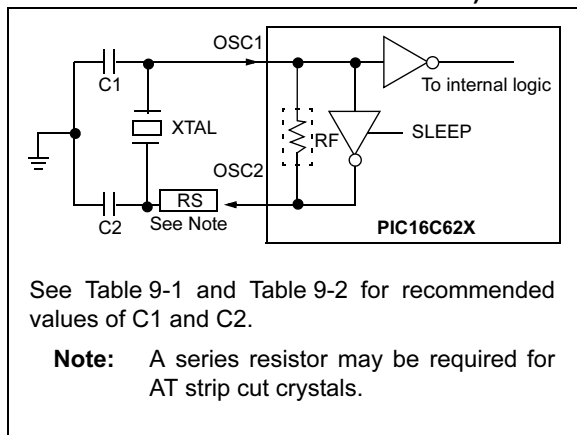 OSC1
C1
To internal logic
XTAL
RF
SLEEP
OSC2
RS
C2
See Note
PIC16C62X
See Table 9-1 and Table 9-2 for recommended
values of C1 and C2.
Note: A series resistor may be required for
AT strip cut crystals.